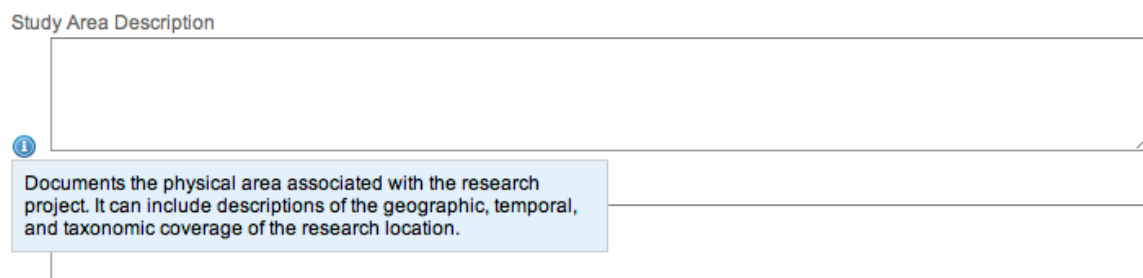 Study Area Description
Documents the physical area associated with the research
project. It can include descriptions of the geographic, temporal,
and taxonomic coverage of the research location.